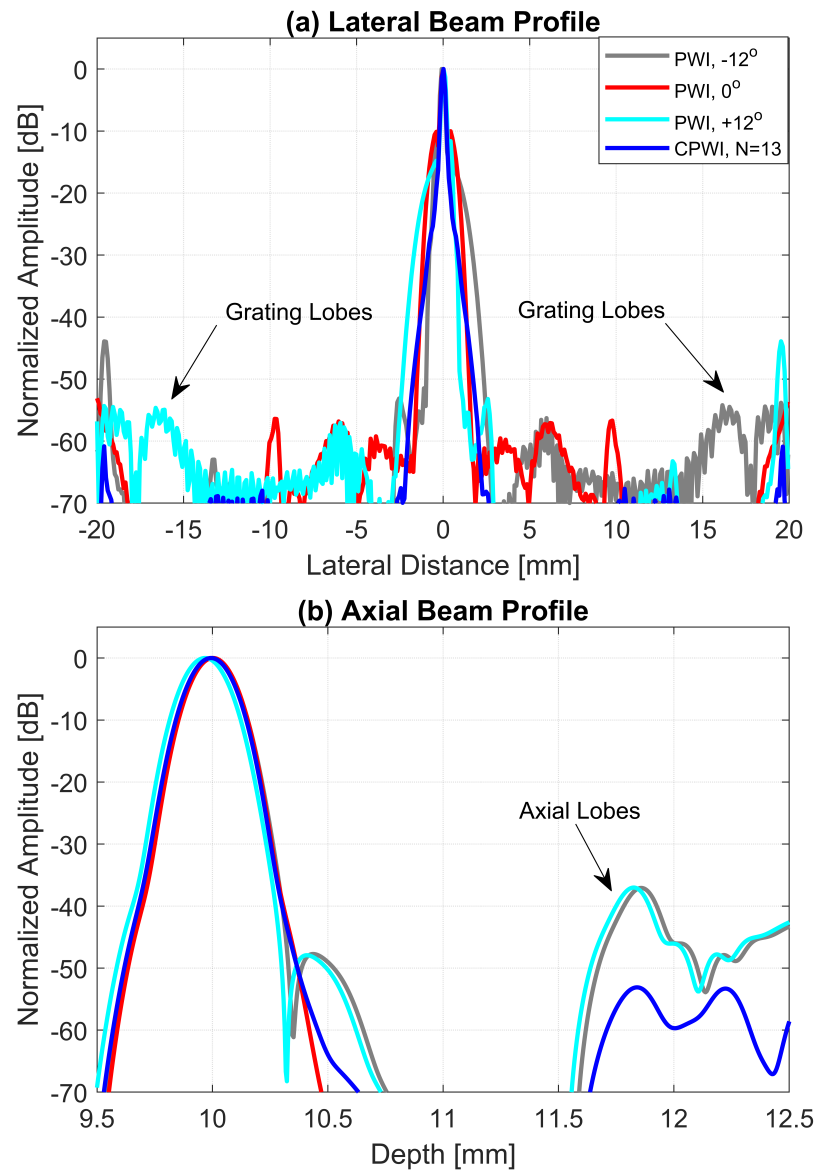 (a) Lateral Beam Profile
Normalized Amplitude [dB]
0
-10
-20
-30
-40
-50
-60
-70
PWI, -12°
PWI, 0°
PWI, +12°
CPWI, N=13
Grating Lobes
Grating Lobes
-20 -15 -10 -5 0 5 10 15 20
Lateral Distance [mm]
(b) Axial Beam Profile
Normalized Amplitude [dB]
0
-10
-20
-30
-40
-50
-60
-70
Axial Lobes
9.5 10 10.5 11 11.5 12 12.5
Depth [mm]